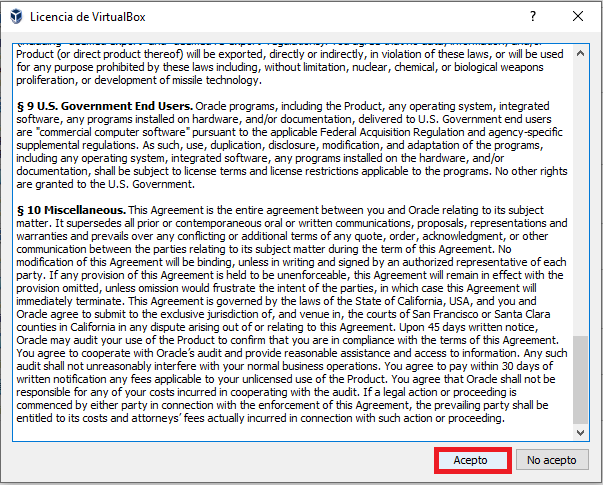 Licencia de VirtualBox
(including "deemed export" and "deemed re-export" regulations). You agree that no data, information, and/or
Product (or direct product thereof) will be exported, directly or indirectly, in violation of these laws, or will be used
for any purpose prohibited by these laws including, without limitation, nuclear, chemical, or biological weapons
proliferation, or development of missile technology.
§ 9 U.S. Government End Users. Oracle programs, including the Product, any operating system, integrated
software, any programs installed on hardware, and/or documentation, delivered to U.S. Government end users
are "commercial computer software" pursuant to the applicable Federal Acquisition Regulation and agency-specific
supplemental regulations. As such, use, duplication, disclosure, modification, and adaptation of the programs,
including any operating system, integrated software, any programs installed on the hardware, and/or
documentation, shall be subject to license terms and license restrictions applicable to the programs. No other rights
are granted to the U.S. Government.
§ 10 Miscellaneous. This Agreement is the entire agreement between you and Oracle relating to its subject
matter. It supersedes all prior or contemporaneous oral or written communications, proposals, representations and
warranties and prevails over any conflicting or additional terms of any quote, order, acknowledgment, or other
communication between the parties relating to its subject matter during the term of this Agreement. No
modification of this Agreement will be binding, unless in writing and signed by an authorized representative of each
party. If any provision of this Agreement is held to be unenforceable, this Agreement will remain in effect with the
provision omitted, unless omission would frustrate the intent of the parties, in which case this Agreement will
immediately terminate. This Agreement is governed by the laws of the State of California, USA, and you and
Oracle agree to submit to the exclusive jurisdiction of, and venue in, the courts of San Francisco or Santa Clara
counties in California in any dispute arising out of or relating to this Agreement. Upon 45 days written notice,
Oracle may audit your use of the Product to confirm that you are in compliance with the terms of this Agreement.
You agree to cooperate with Oracle's audit and provide reasonable assistance and access to information. Any such
audit shall not unreasonably interfere with your normal business operations. You agree to pay within 30 days of
written notification any fees applicable to your unlicensed use of the Product. You agree that Oracle shall not be
responsible for any of your costs incurred in cooperating with the audit. If a legal action or proceeding is
commenced by either party in connection with the enforcement of this Agreement, the prevailing party shall be
entitled to its costs and attorneys' fees actually incurred in connection with such action or proceeding.
Acepto
No acepto